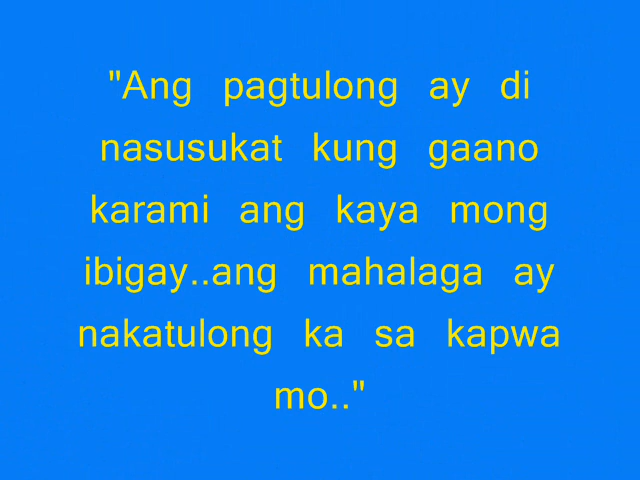 "Ang pagtulong ay di
nasusukat kung gaano
karami ang kaya mong
ibigay..ang mahalaga ay
nakatulong ka sa kapwa
mo.."